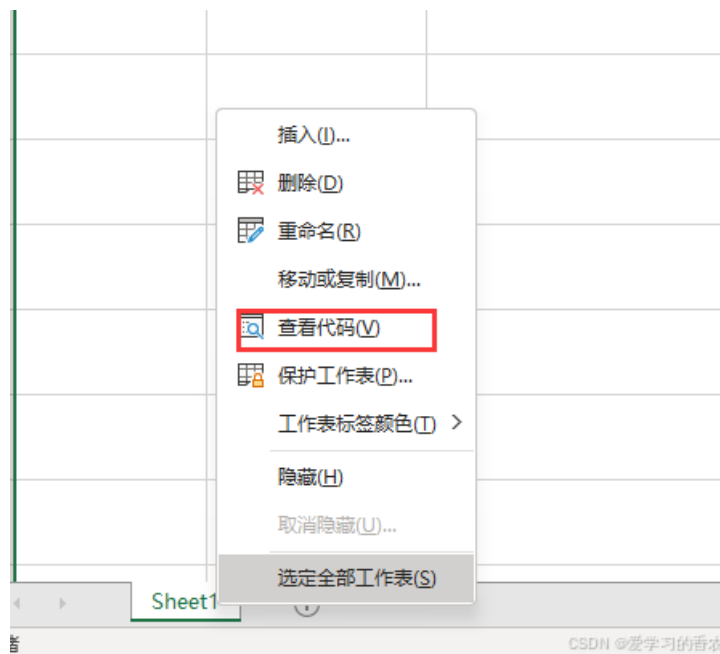 插入(I)...
删除(D)
重命名(R)
移动或复制(M)...
查看代码(V)
保护工作表(P)...
工作表标签颜色(T)
隐藏(H)
取消隐藏(U)...
选定全部工作表(S)
Sheet1
CSDN @爱学习的香农